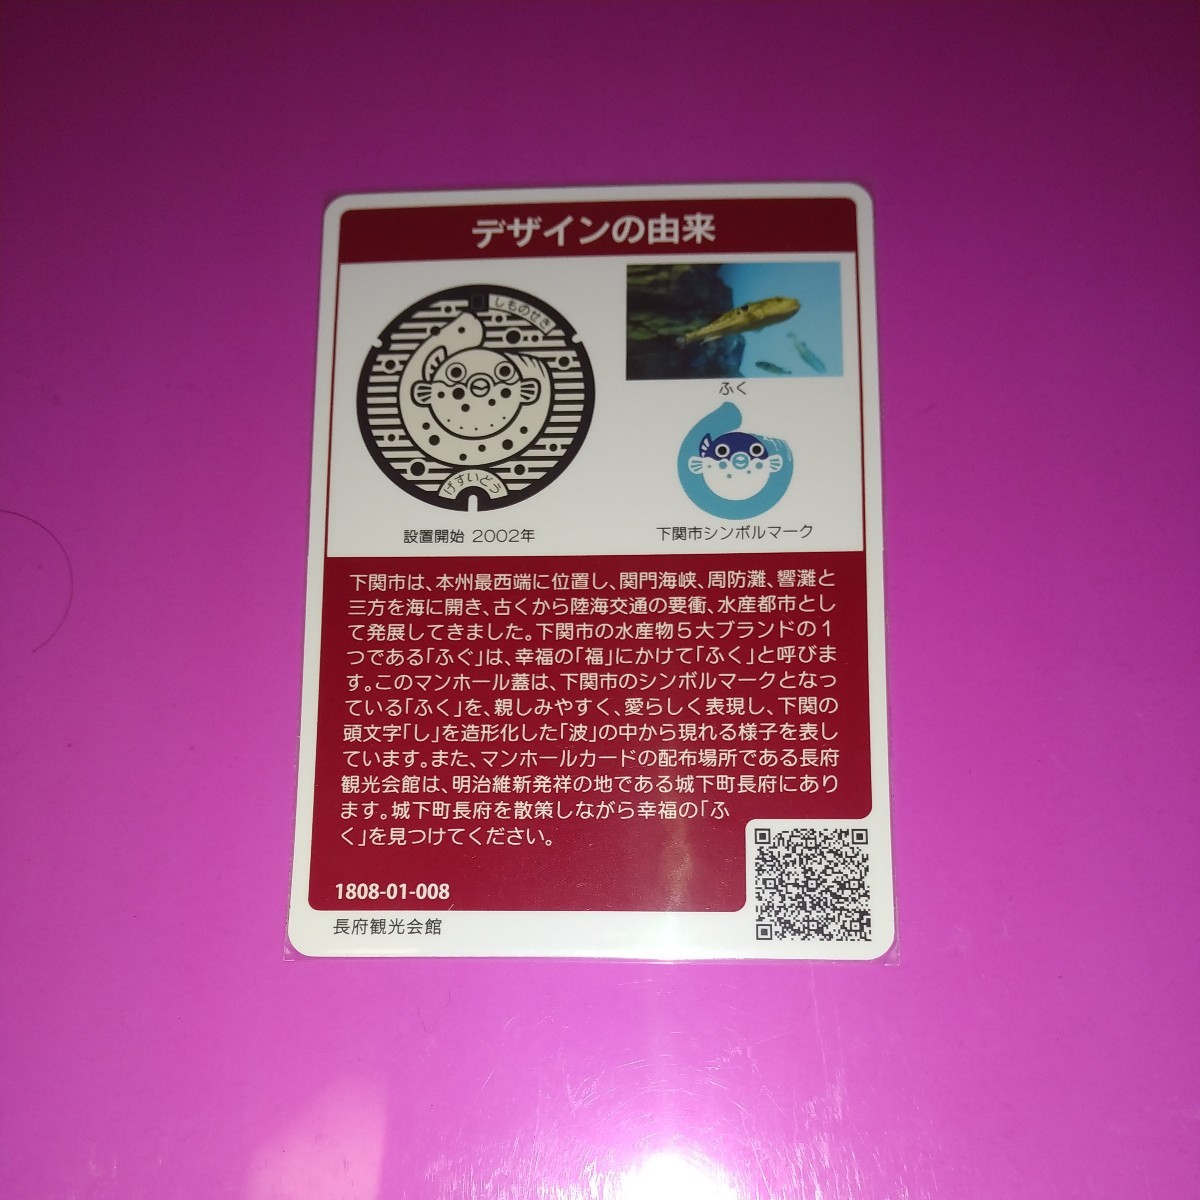 デザインの由来
しものせき
げすいどう
設置開始 2002年
ふく
下関市シンボルマーク
下関市は、本州最西端に位置し、関門海峡、周防灘、響灘と
三方を海に開き、古くから陸海交通の要衝、水産都市とし
て発展してきました。下関市の水産物５大ブランドの１
つである「ふぐ」は、幸福の「福」にかけて「ふく」と呼びま
す。このマンホール蓋は、下関市のシンボルマークとなっ
ている「ふく」を、親しみやすく、愛らしく表現し、下関の
頭文字「し」を造形化した「波」の中から現れる様子を表し
ています。また、マンホールカードの配布場所である長府
観光会館は、明治維新発祥の地である城下町長府にあり
ます。城下町長府を散策しながら幸福の「ふ
く」を見つけてください。
1808-01-008
長府観光会館